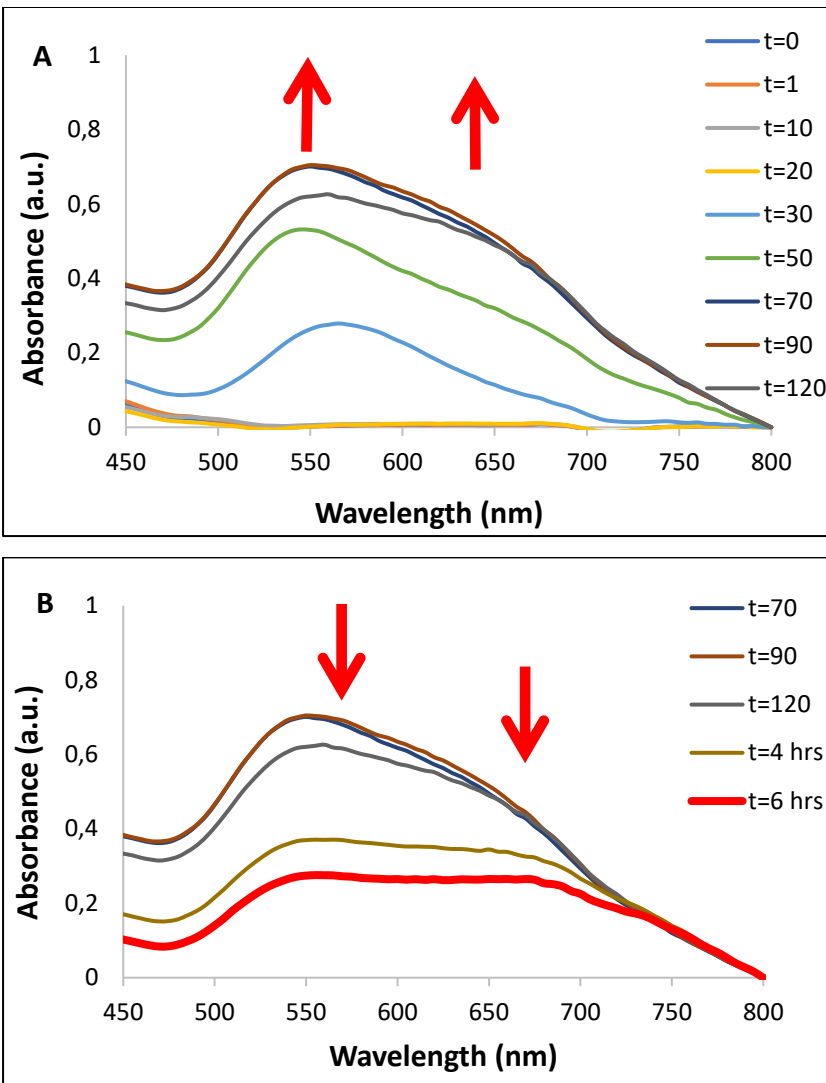 A
Absorbance (a.u.)
1
0,8
0,6
0,4
0,2
0
450 500 550 600 650 700 750 800
Wavelength (nm)
t=0
t=1
t=10
t=20
t=30
t=50
t=70
t=90
t=120
B
Absorbance (a.u.)
1
0,8
0,6
0,4
0,2
0
450 500 550 600 650 700 750 800
Wavelength (nm)
t=70
t=90
t=120
t=4 hrs
t=6 hrs